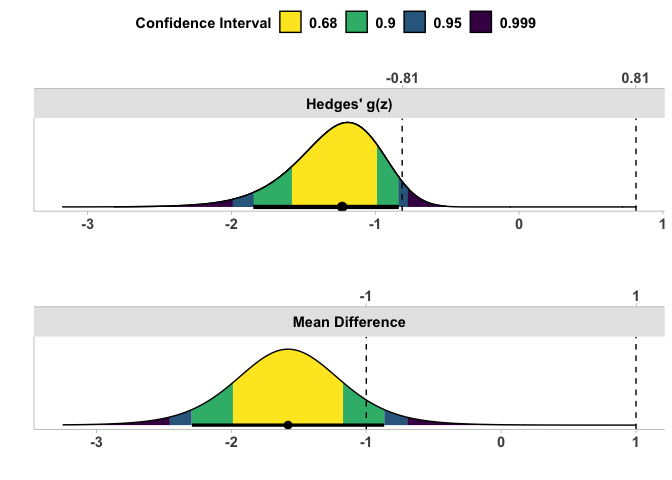 Confidence Interval 0.68 0.9 0.95 0.999
-0.81 0.81
Hedges' g(z)
-3 -2 -1 0 1
-1 1
Mean Difference
-3 -2 -1 0 1